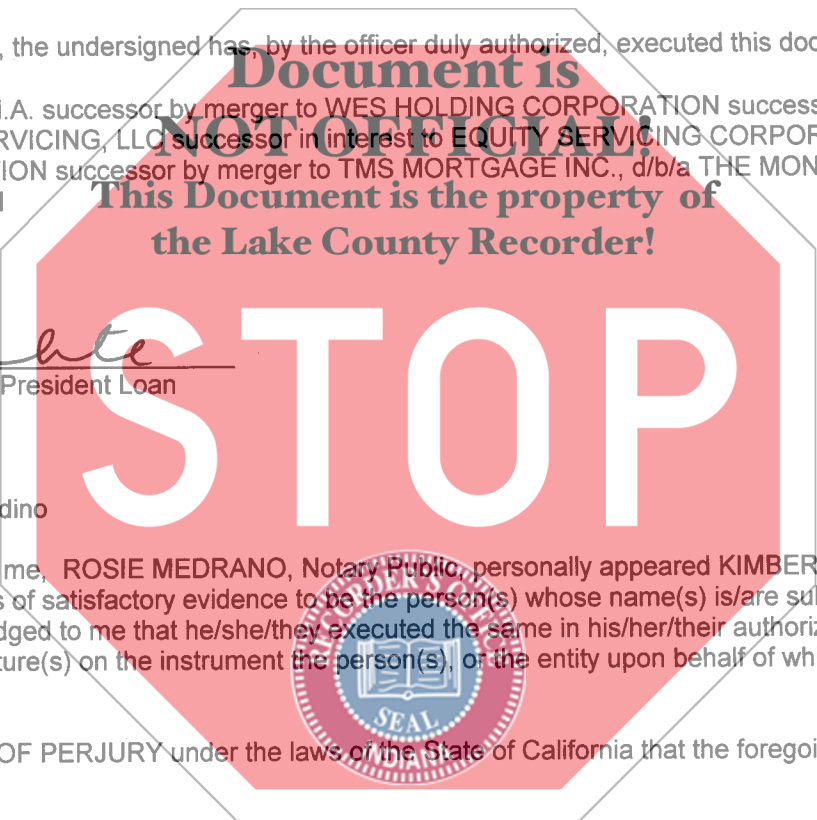 , the undersigned has, by the officer duly authorized, executed this doc
Document is
i.A. successor by merger to WES HOLDING CORPORATION success
NOT OFFICIAL!
RVICING, LLC successor in interest to EQUITY SERVICING CORPOR
ION successor by merger to TMS MORTGAGE INC., d/b/a THE MON
This Document is the property of
the Lake County Recorder!
STOP
President Loan
dino
me, ROSIE MEDRANO, Notary Public, personally appeared KIMBER
s of satisfactory evidence to be the person(s) whose name(s) is/are sul
dged to me that he/she/they executed the same in his/her/their authoriz
ture(s) on the instrument the person(s), or the entity upon behalf of whi
RECORDER'S OFFICE
SEAL
INDIANA
OF PERJURY under the laws of the State of California that the foregoi